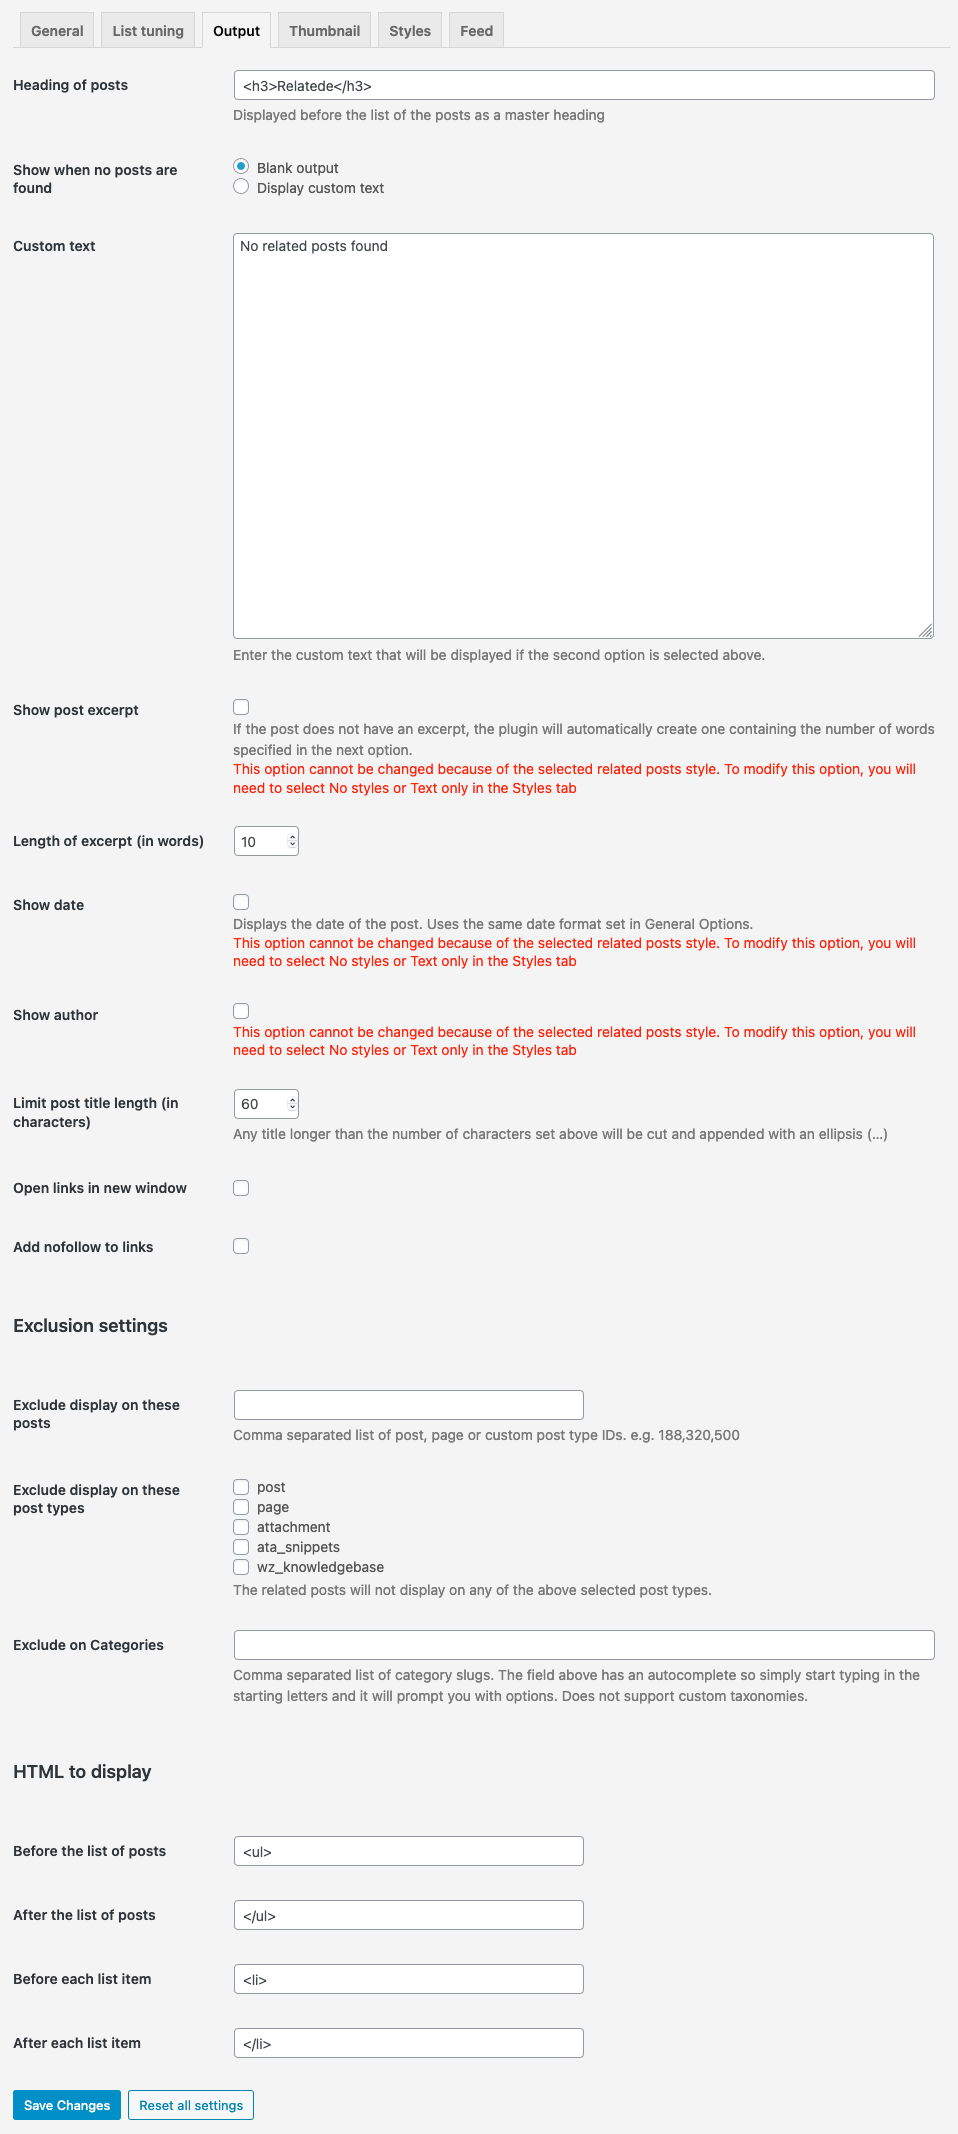 General
List tuning
Output
Thumbnail
Styles
Feed
Heading of posts
<h3>Relatede</h3>
Displayed before the list of the posts as a master heading
Show when no posts are
found
Blank output
Display custom text
Custom text
No related posts found
Enter the custom text that will be displayed if the second option is selected above.
Show post excerpt
If the post does not have an excerpt, the plugin will automatically create one containing the number of words
specified in the next option.
This option cannot be changed because of the selected related posts style. To modify this option, you will
need to select No styles or Text only in the Styles tab
Length of excerpt (in words)
10
Show date
Displays the date of the post. Uses the same date format set in General Options.
This option cannot be changed because of the selected related posts style. To modify this option, you will
need to select No styles or Text only in the Styles tab
Show author
This option cannot be changed because of the selected related posts style. To modify this option, you will
need to select No styles or Text only in the Styles tab
Limit post title length (in
characters)
60
Any title longer than the number of characters set above will be cut and appended with an ellipsis (...)
Open links in new window
Add nofollow to links
Exclusion settings
Exclude display on these
posts
Comma separated list of post, page or custom post type IDs. e.g. 188,320,500
Exclude display on these
post types
post
page
attachment
ata_snippets
wz_knowledgebase
The related posts will not display on any of the above selected post types.
Exclude on Categories
Comma separated list of category slugs. The field above has an autocomplete so simply start typing in the
starting letters and it will prompt you with options. Does not support custom taxonomies.
HTML to display
Before the list of posts
<ul>
After the list of posts
</ul>
Before each list item
<li>
After each list item
</li>
Save Changes
Reset all settings